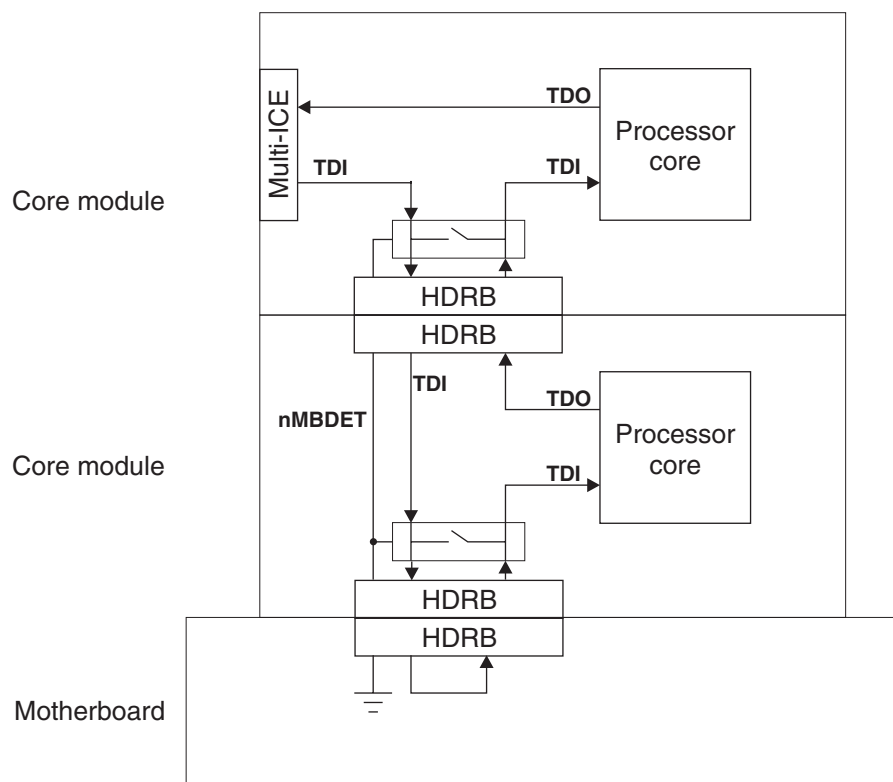 TDO
Multi-ICE
Processor
core
TDI
TDI
Core module
HDRB
HDRB
TDI
nMBDET
TDO
Processor
core
Core module
TDI
HDRB
HDRB
Motherboard